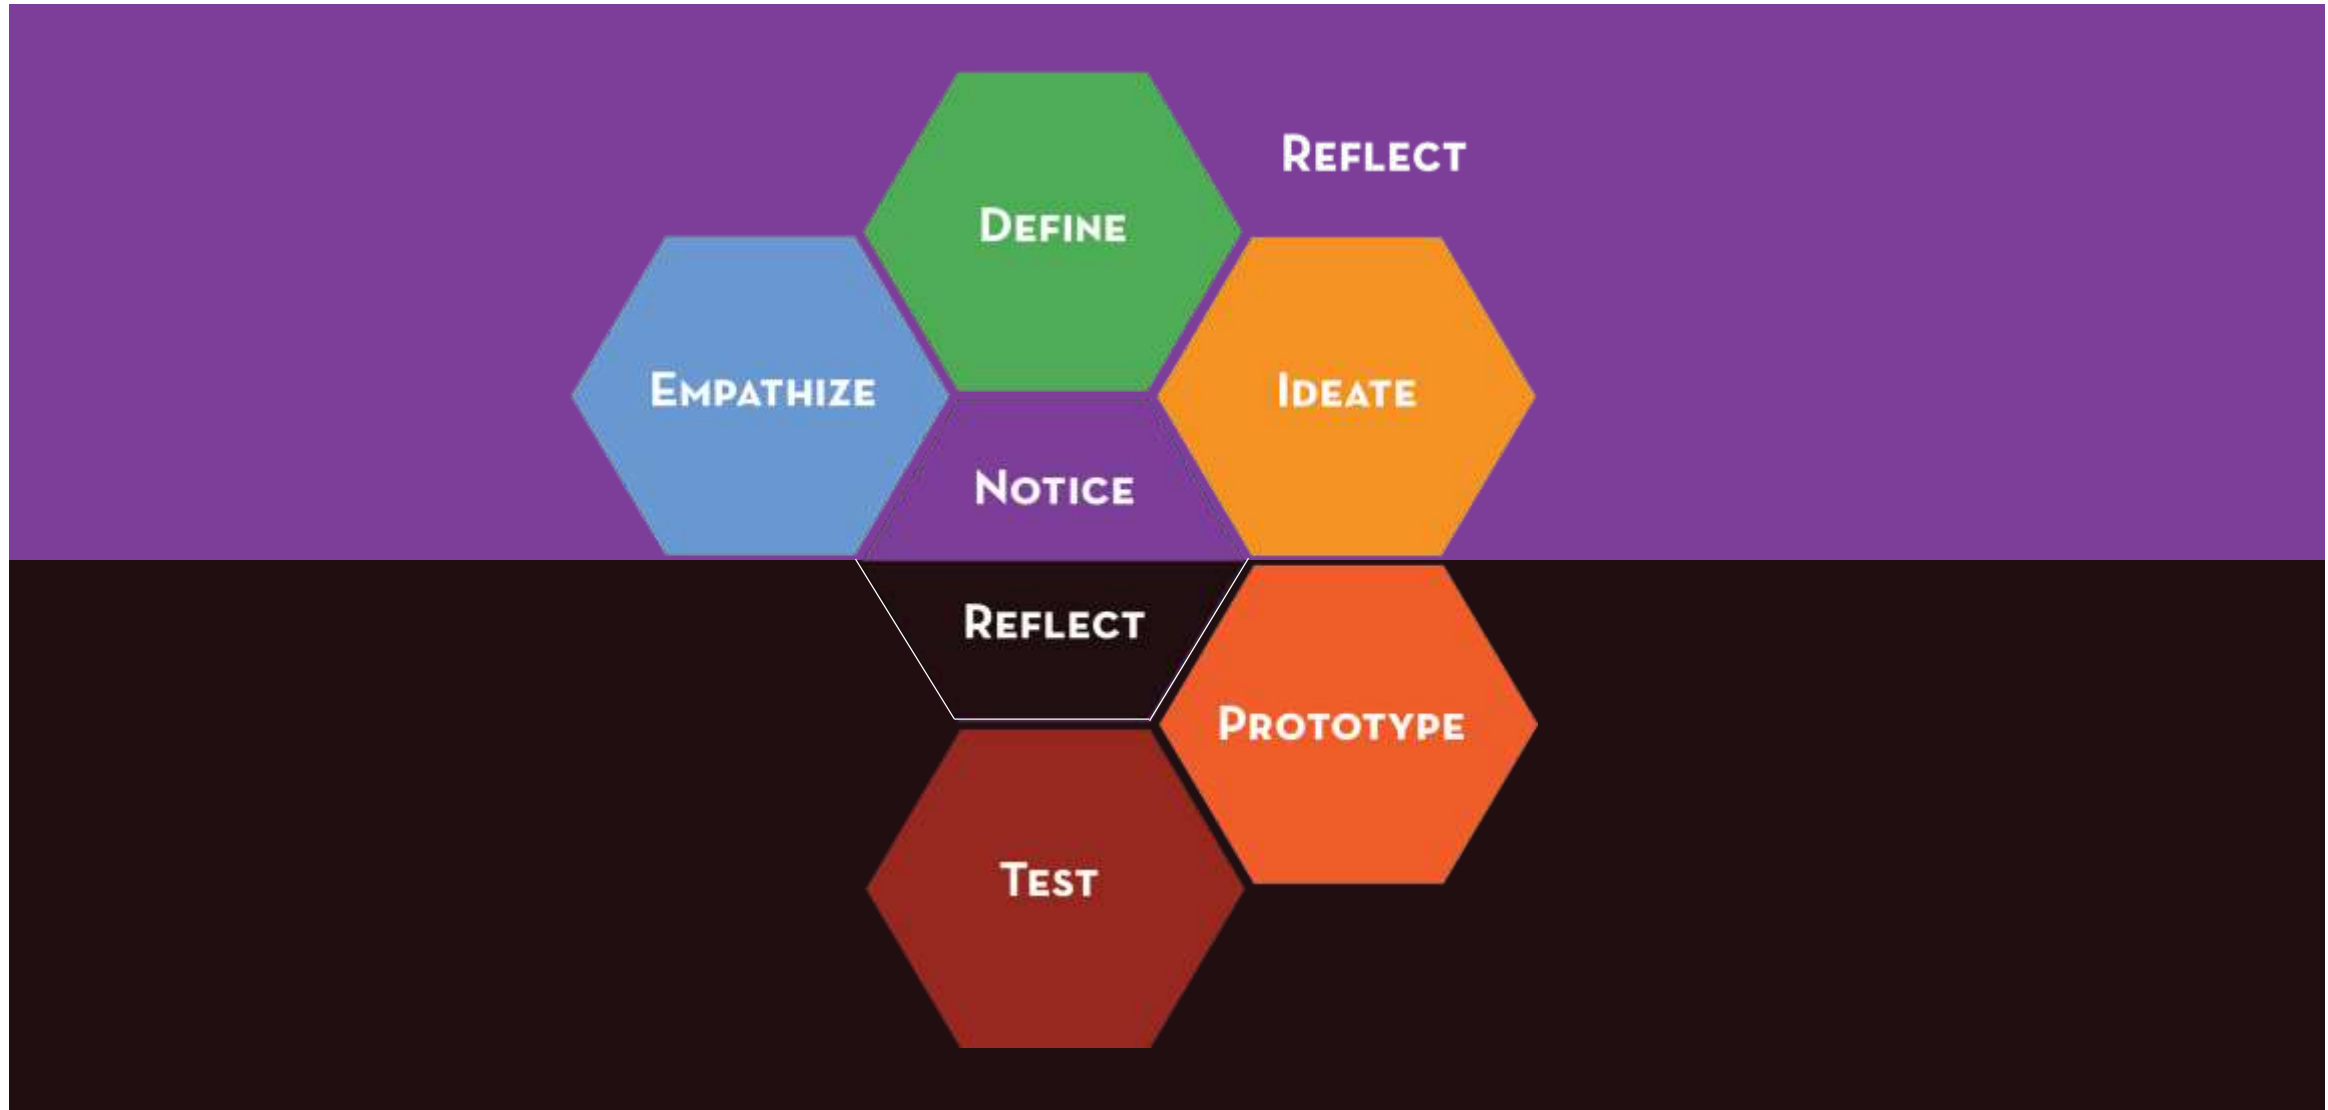 REFLECT
DEFINE
EMPATHIZE
IDEATE
NOTICE
REFLECT
PROTOTYPE
TEST